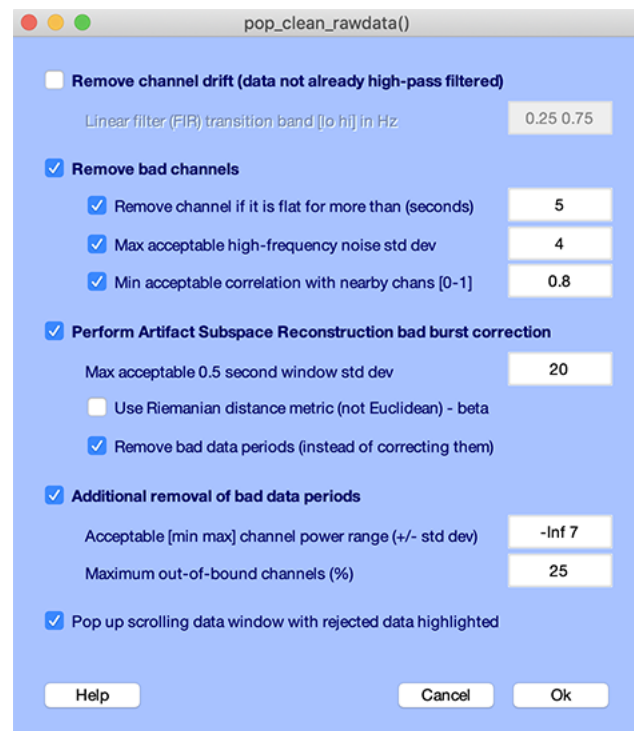 pop_clean_rawdata()
Remove channel drift (data not already high-pass filtered)
Linear filter (FIR) transition band [lo hi] in Hz 0.25 0.75
Remove bad channels
Remove channel if it is flat for more than (seconds) 5
Max acceptable high-frequency noise std dev 4
Min acceptable correlation with nearby chans [0-1] 0.8
Perform Artifact Subspace Reconstruction bad burst correction
Max acceptable 0.5 second window std dev 20
Use Riemanian distance metric (not Euclidean) - beta
Remove bad data periods (instead of correcting them)
Additional removal of bad data periods
Acceptable [min max] channel power range (+/- std dev) -Inf 7
Maximum out-of-bound channels (%) 25
Pop up scrolling data window with rejected data highlighted
Help Cancel Ok